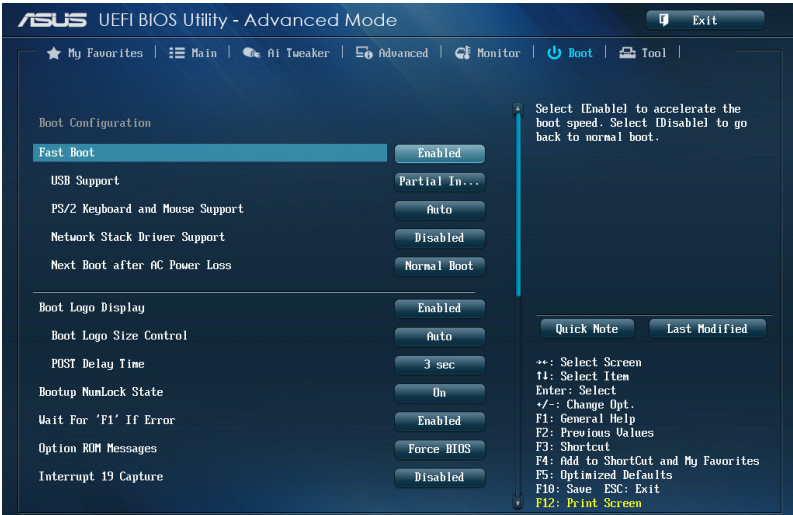 ASUS UEFI BIOS Utility - Advanced Mode
Exit
My Favorites | Main | Ai Tweaker | Advanced | Monitor | Boot | Tool |
Boot Configuration
Fast Boot Enabled
USB Support Partial In...
PS/2 Keyboard and Mouse Support Auto
Network Stack Driver Support Disabled
Next Boot after AC Power Loss Normal Boot
Boot Logo Display Enabled
Boot Logo Size Control Auto
POST Delay Time 3 sec
Bootup NumLock State On
Wait For 'F1' If Error Enabled
Option ROM Messages Force BIOS
Interrupt 19 Capture Disabled
Select [Enable] to accelerate the
boot speed. Select [Disable] to go
back to normal boot.
Quick Note Last Modified
→←: Select Screen
↑↓: Select Item
Enter: Select
+/-: Change Opt.
F1: General Help
F2: Previous Values
F3: Shortcut
F4: Add to ShortCut and My Favorites
F5: Optimized Defaults
F10: Save ESC: Exit
F12: Print Screen